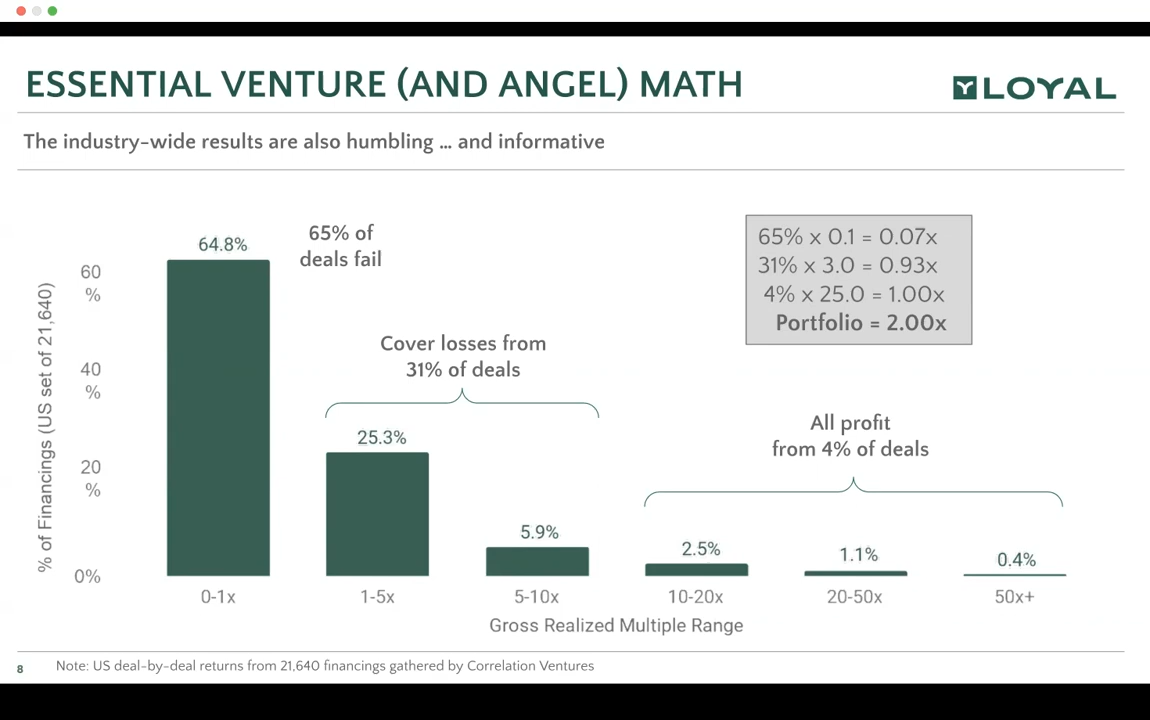 ESSENTIAL VENTURE (AND ANGEL) MATH
LOYAL
The industry-wide results are also humbling ... and informative
65% of
deals fail
65% x 0.1 = 0.07x
31% x 3.0 = 0.93x
4% x 25.0 = 1.00x
Portfolio = 2.00x
Cover losses from
31% of deals
All profit
from 4% of deals
% of Financings (US set of 21,640)
60
%
40
%
20
%
0%
64.8%
25.3%
5.9%
2.5%
1.1%
0.4%
0-1x
1-5x
5-10x
10-20x
20-50x
50x+
Gross Realized Multiple Range
8
Note: US deal-by-deal returns from 21,640 financings gathered by Correlation Ventures